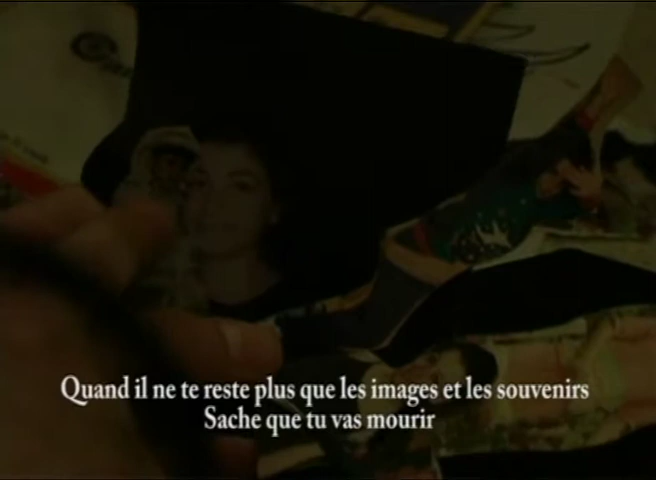 Quand il ne te reste plus que les images et les souvenirs
Sache que tu vas mourir